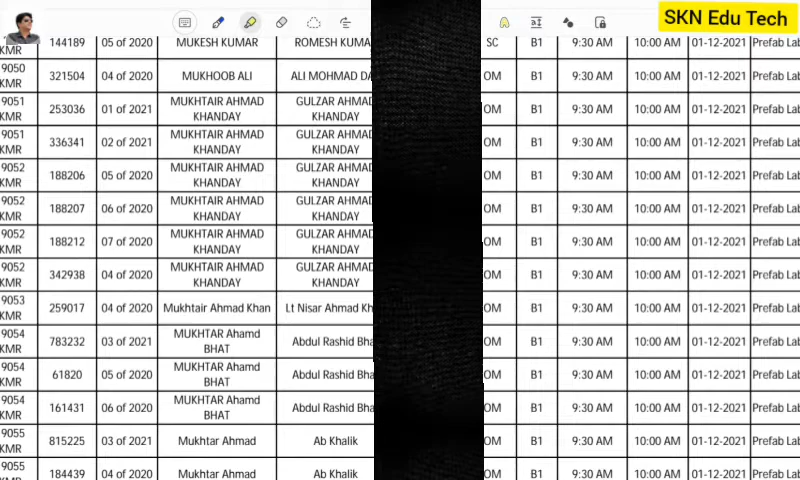 SKN Edu Tech
KMR 144189 05 of 2020 MUKESH KUMAR ROMESH KUMA SC B1 9:30 AM 10:00 AM 01-12-2021 Prefab Lab
9050 KMR 321504 04 of 2020 MUKHOOB ALI ALI MOHMAD DA OM B1 9:30 AM 10:00 AM 01-12-2021 Prefab Lab
9051 KMR 253036 01 of 2021 MUKHTAIR AHMAD KHANDAY GULZAR AHMAD KHANDAY OM B1 9:30 AM 10:00 AM 01-12-2021 Prefab Lab
9051 KMR 336341 02 of 2021 MUKHTAIR AHMAD KHANDAY GULZAR AHMAD KHANDAY OM B1 9:30 AM 10:00 AM 01-12-2021 Prefab Lab
9052 KMR 188206 05 of 2020 MUKHTAIR AHMAD KHANDAY GULZAR AHMAD KHANDAY OM B1 9:30 AM 10:00 AM 01-12-2021 Prefab Lab
9052 KMR 188207 06 of 2020 MUKHTAIR AHMAD KHANDAY GULZAR AHMAD KHANDAY OM B1 9:30 AM 10:00 AM 01-12-2021 Prefab Lab
9052 KMR 188212 07 of 2020 MUKHTAIR AHMAD KHANDAY GULZAR AHMAD KHANDAY OM B1 9:30 AM 10:00 AM 01-12-2021 Prefab Lab
9052 KMR 342938 04 of 2020 MUKHTAIR AHMAD KHANDAY GULZAR AHMAD KHANDAY OM B1 9:30 AM 10:00 AM 01-12-2021 Prefab Lab
9053 KMR 259017 04 of 2020 Mukhtair Ahmad Khan Lt Nisar Ahmad Kh OM B1 9:30 AM 10:00 AM 01-12-2021 Prefab Lab
9054 KMR 783232 03 of 2021 MUKHTAR Ahamd BHAT Abdul Rashid Bha OM B1 9:30 AM 10:00 AM 01-12-2021 Prefab Lab
9054 KMR 61820 05 of 2020 MUKHTAR Ahamd BHAT Abdul Rashid Bha OM B1 9:30 AM 10:00 AM 01-12-2021 Prefab Lab
9054 KMR 161431 06 of 2020 MUKHTAR Ahamd BHAT Abdul Rashid Bha OM B1 9:30 AM 10:00 AM 01-12-2021 Prefab Lab
9055 KMR 815225 03 of 2021 Mukhtar Ahmad Ab Khalik OM B1 9:30 AM 10:00 AM 01-12-2021 Prefab Lab
9055 KMR 184439 04 of 2020 Mukhtar Ahmad Ab Khalik OM B1 9:30 AM 10:00 AM 01-12-2021 Prefab Lab